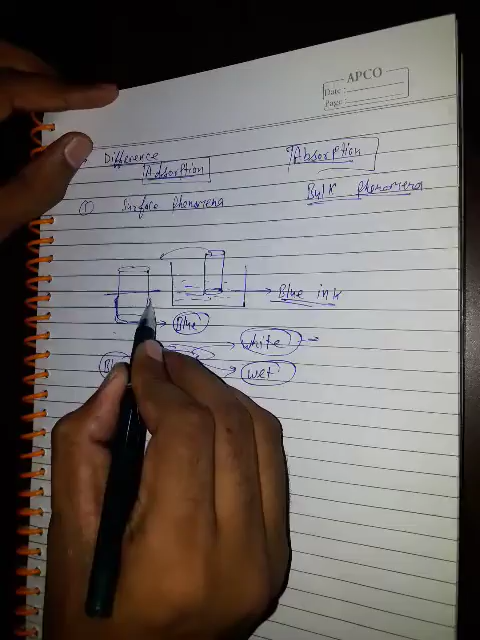 APCO
Date :
Page :
Difference
Adsorption
Absorption
① Surface Phenomena
Bulk phenomena
Blue ink
Blue
white
wet